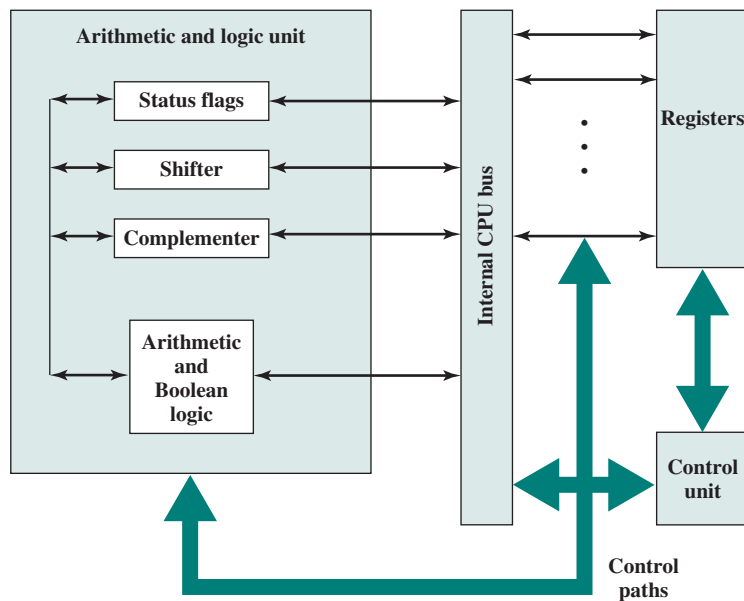 Arithmetic and logic unit
Status flags
Shifter
Complementer
Arithmetic
and
Boolean
logic
Internal CPU bus
Registers
Control
unit
Control
paths